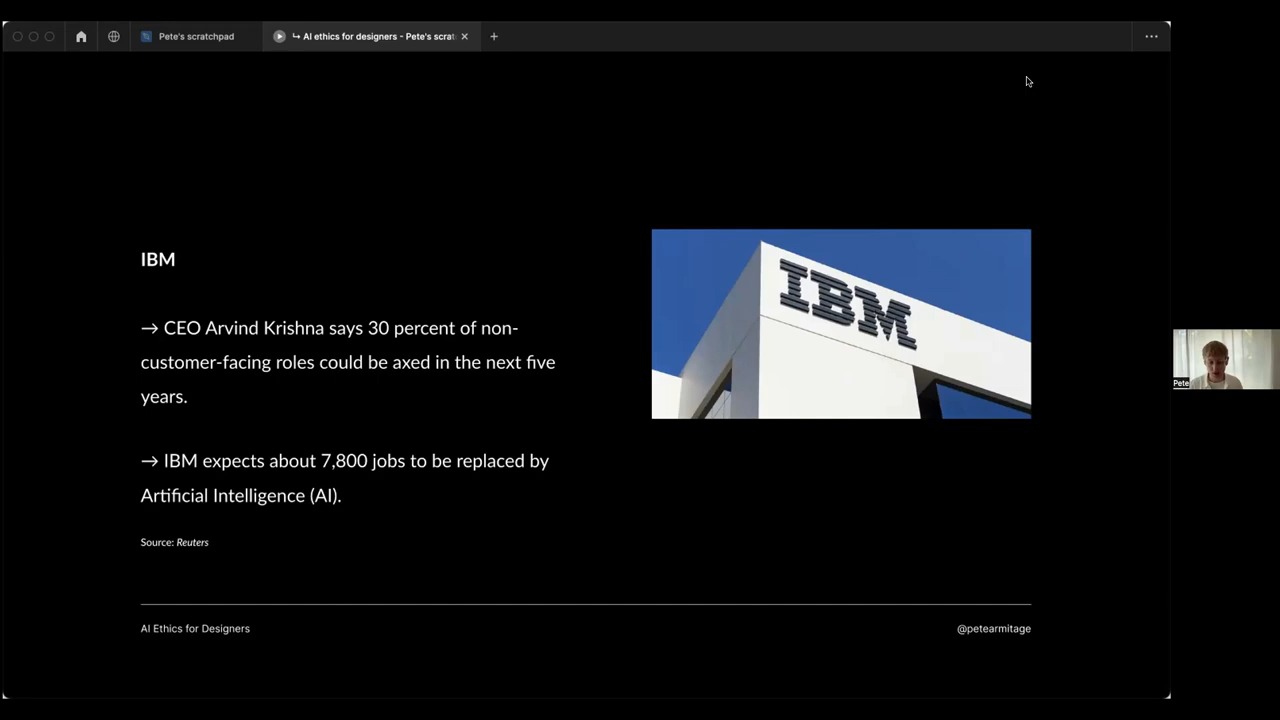 Pete's scratchpad
↪ AI ethics for designers - Pete's scrat
IBM
→ CEO Arvind Krishna says 30 percent of non-
customer-facing roles could be axed in the next five
years.
→ IBM expects about 7,800 jobs to be replaced by
Artificial Intelligence (AI).
Source: Reuters
IBM
Pete
AI Ethics for Designers
@petearmitage